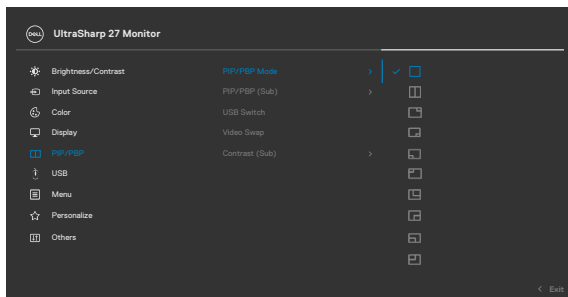 DELL UltraSharp 27 Monitor
Brightness/Contrast PIP/PBP Mode
Input Source PIP/PBP (Sub)
Color USB Switch
Display Video Swap
PIP/PBP Contrast (Sub)
USB
Menu
Personalize
Others
Exit